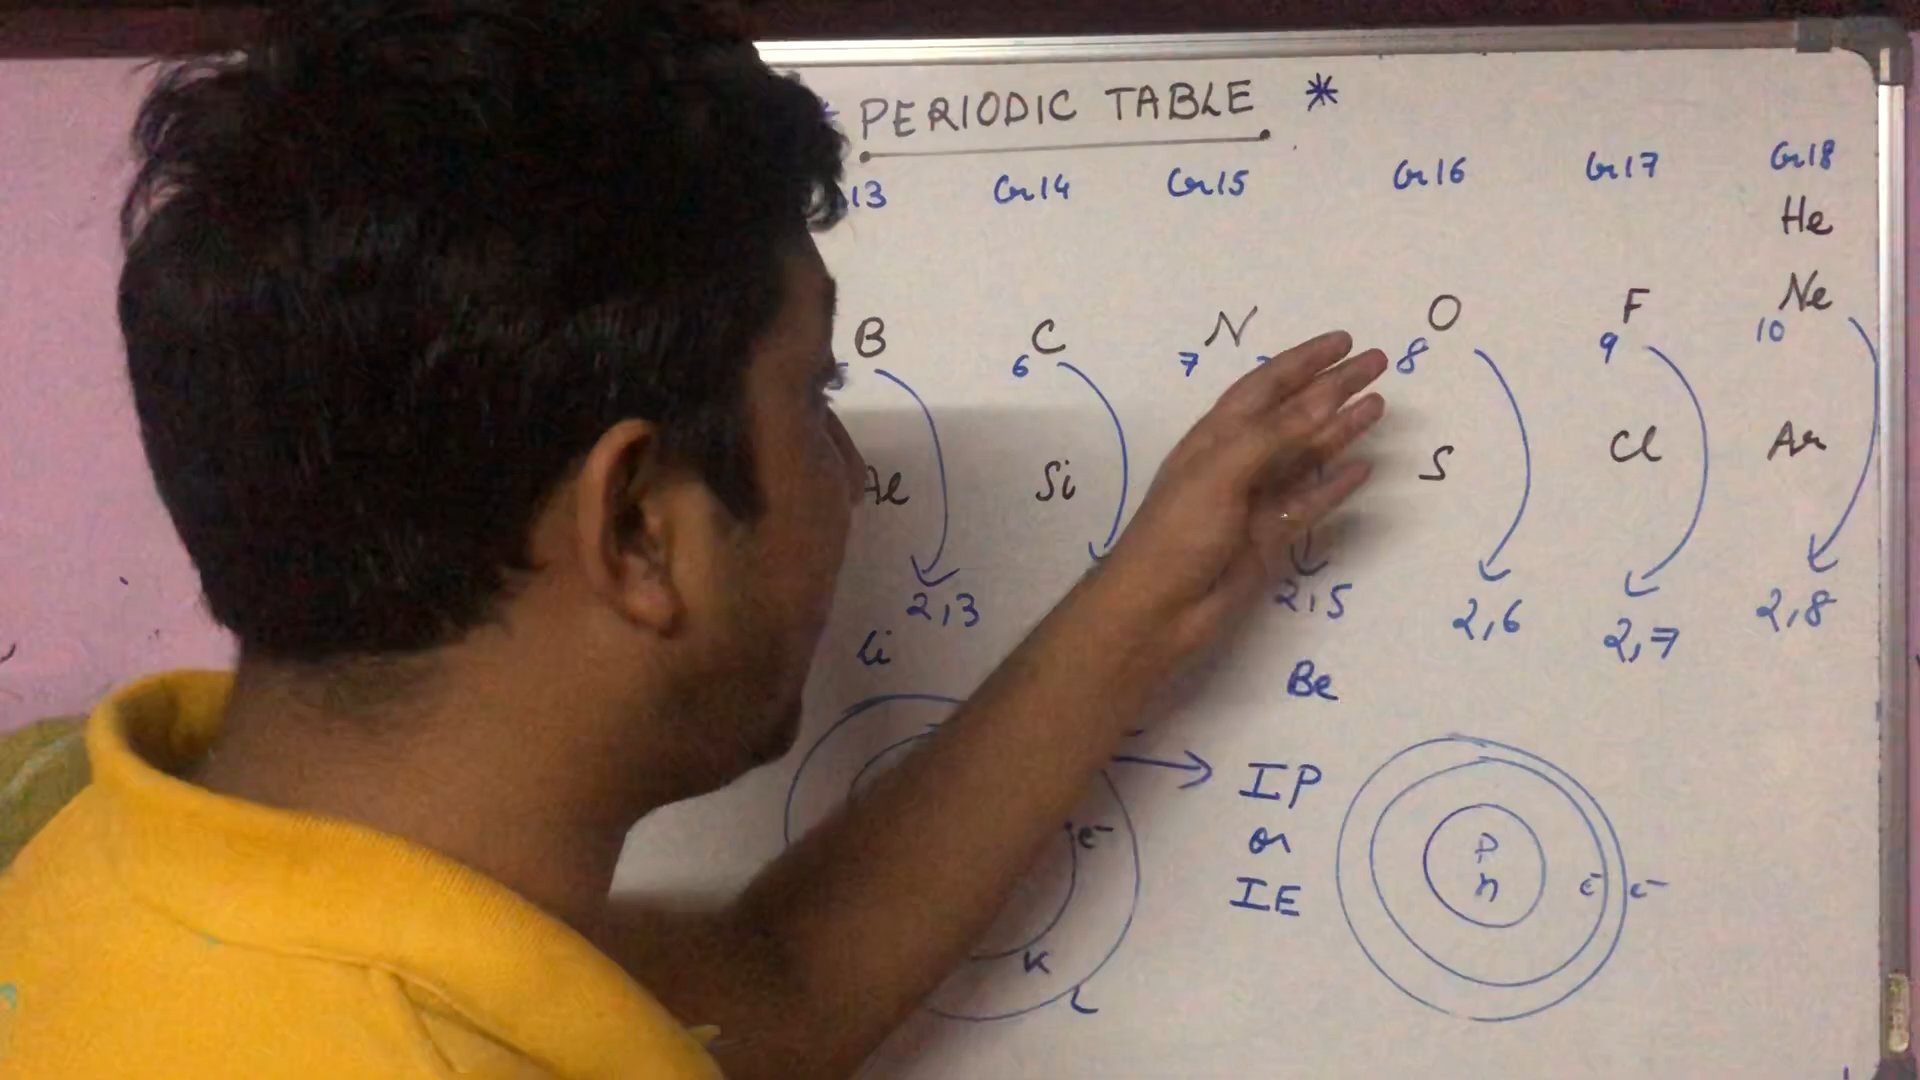 * PERIODIC TABLE *
13 Gr14 Gr15 Gr16 Gr17 Gr18
He
B 6 C 7 N 8 O 9 F 10 Ne
Al Si S Cl Ar
2,3 2,5 2,6 2,7 2,8
Li Be
IP
or
IE
e-
K
L
P
n
e- e-